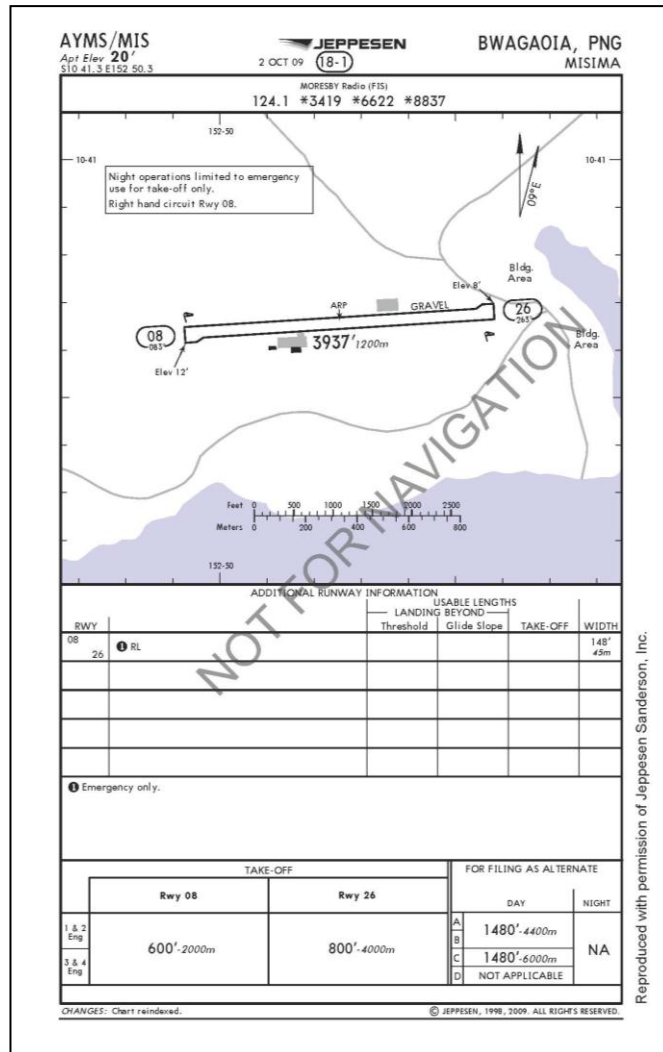 AYMS/MIS
Apt Elev 20'
S10 41.3 E152 50.3
JEPPESEN
2 OCT 09 18-1
BWAGAOIA, PNG
MISIMA
MORESBY Radio (FIS)
124.1 *3419 *6622 *8837
152-50
10-41
10-41
Night operations limited to emergency
use for take-off only.
Right hand circuit Rwy 08.
09°E
Bldg.
Area
Elev 8'
ARP
GRAVEL
26
263°
08
083°
3937' 1200m
Bldg.
Area
Elev 12'
Feet 0 500 1000 1500 2000 2500
Meters 0 200 400 600 800
152-50
NOT FOR NAVIGATION
ADDITIONAL RUNWAY INFORMATION
USABLE LENGTHS
LANDING BEYOND
RWY Threshold Glide Slope TAKE-OFF WIDTH
08 148'
26 1 RL 45m
1 Emergency only.
TAKE-OFF FOR FILING AS ALTERNATE
Rwy 08 Rwy 26 DAY NIGHT
1 & 2
Eng
3 & 4
Eng
600'-2000m 800'-4000m
A
B
1480'-4400m
C 1480'-6000m
D NOT APPLICABLE
NA
CHANGES: Chart reindexed. © JEPPESEN, 1998, 2009. ALL RIGHTS RESERVED.
Reproduced with permission of Jeppesen Sanderson, Inc.